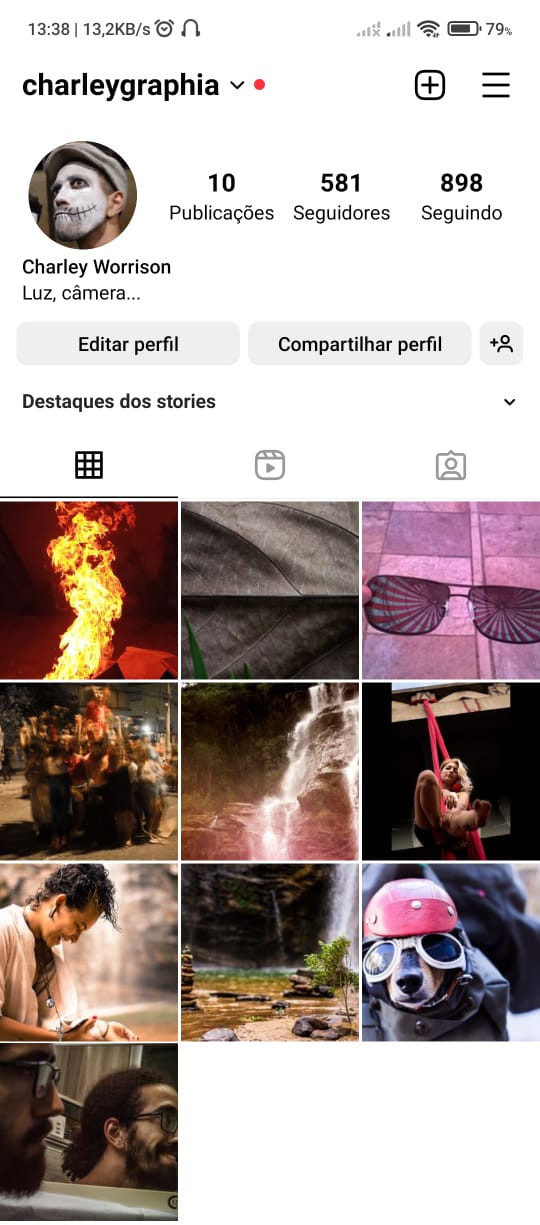 13:38 | 13,2KB/s
79%
charleygraphia
10 581 898
Publicações Seguidores Seguindo
Charley Worrison
Luz, câmera...
Editar perfil Compartilhar perfil
Destaques dos stories